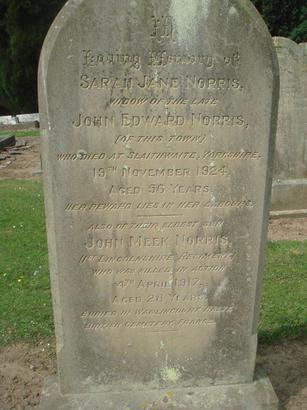 In
Loving Memory of
SARAH JANE NORRIS,
WIDOW OF THE LATE
JOHN EDWARD NORRIS,
(OF THIS TOWN)
WHO DIED AT SLAITHWAITE, YORKSHIRE,
19TH NOVEMBER 1924,
AGED 56 YEARS.
HER REWARD LIES IN HER
ALSO OF THEIR ELDEST SON
JOHN MEEK NORRIS,
LINCOLNSHIRE REGIMENT)
WHO WAS KILLED IN ACTION
4TH APRIL 1917,
AGED 28 YEARS.
BURIED IN
BRITISH CEMETERY, FRANCE.